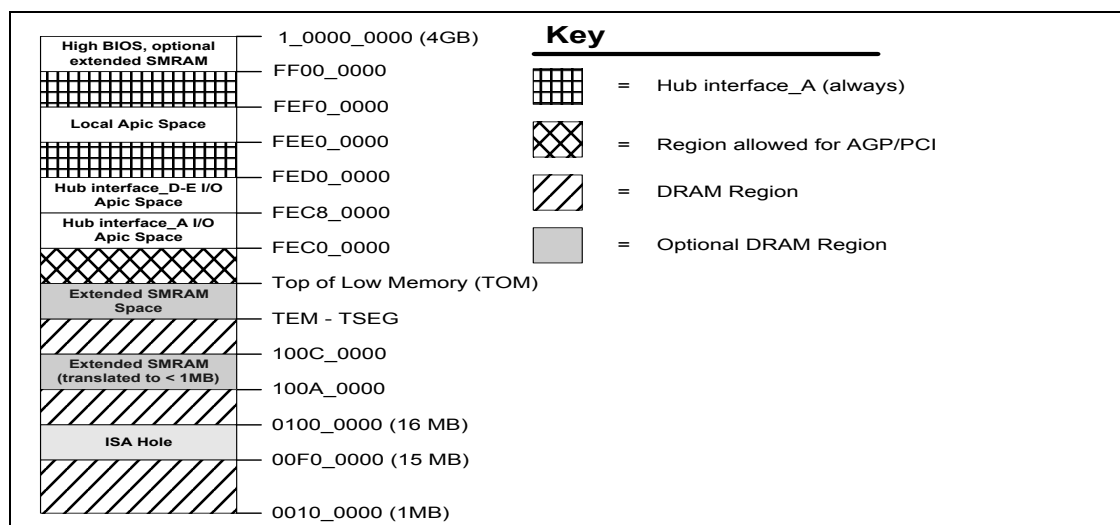 High BIOS, optional
extended SMRAM
Local Apic Space
Hub interface_D-E I/O
Apic Space
Hub interface_A I/O
Apic Space
Extended SMRAM
Space
Extended SMRAM
(translated to < 1MB)
ISA Hole
1_0000_0000 (4GB)
FF00_0000
FEF0_0000
FEE0_0000
FED0_0000
FEC8_0000
FEC0_0000
Top of Low Memory (TOM)
TEM - TSEG
100C_0000
100A_0000
0100_0000 (16 MB)
00F0_0000 (15 MB)
0010_0000 (1MB)
Key
= Hub interface_A (always)
= Region allowed for AGP/PCI
= DRAM Region
= Optional DRAM Region